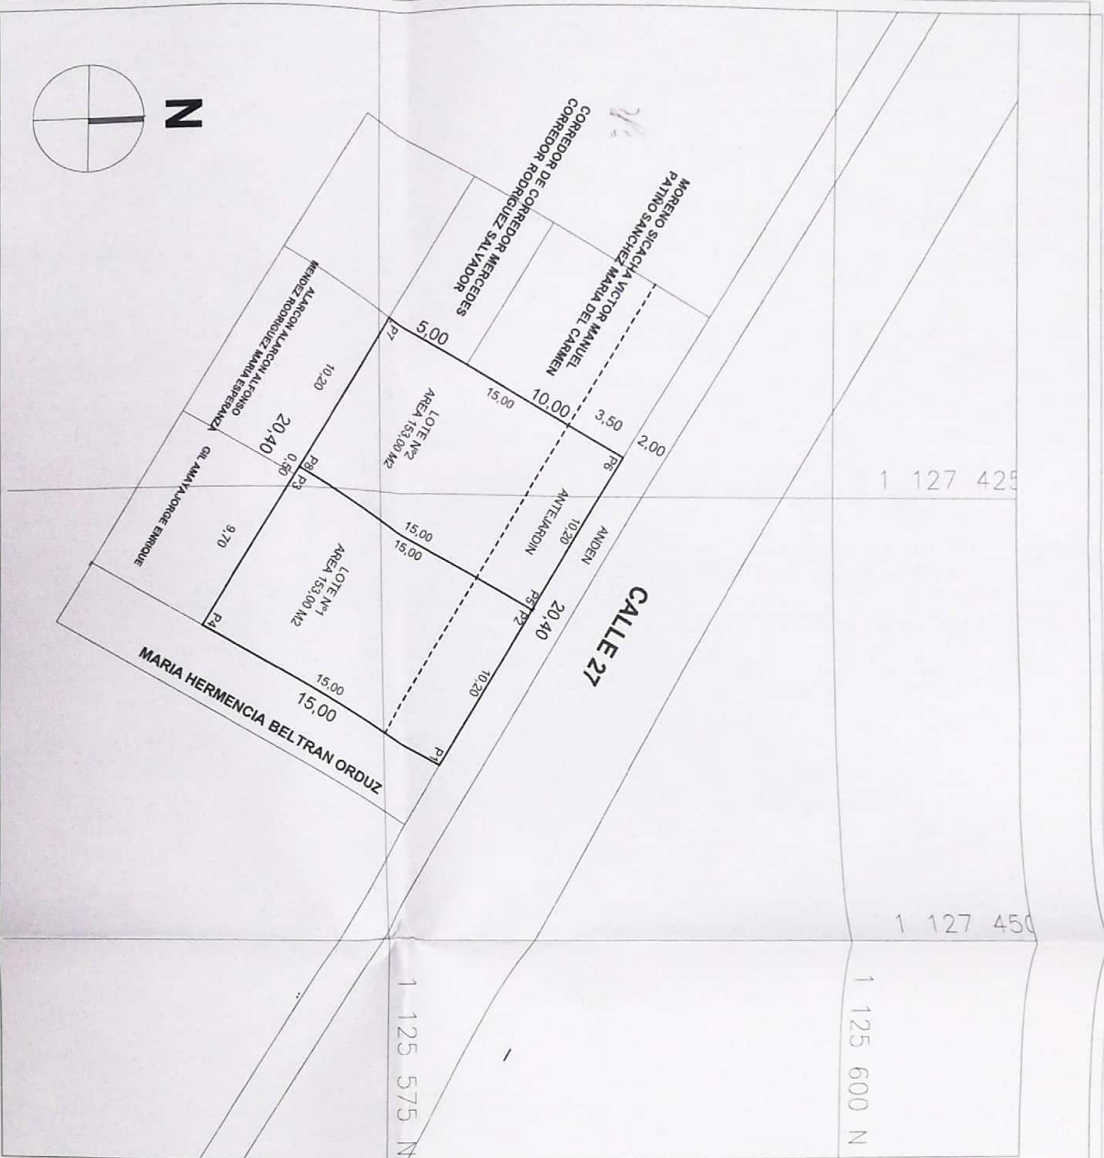 N
CORREDOR DE CORREDOR MERCEDES
CORREDOR RODRIGUEZ SALVADOR
MORENO SICACHA VICTOR MANUEL
PATIÑO SANCHEZ MARIA DEL CARMEN
ALARCON ALARCON ALFONSO
MENDEZ RODRIGUEZ MARIA ESPERANZA
GIL AMAYA JORGE ENRIQUE
MARIA HERMENCIA BELTRAN ORDUZ
P7
5,00
15,00
10,00
3,50
2,00
P6
10,20
20,40
0,50
P8
P3
LOTE Nº2
AREA 153,00 M2
ANTEJARDIN
10,20
ANDEN
15,00
15,00
9,70
LOTE Nº1
AREA 153,00 M2
P5
P2
20,40
CALLE 27
P4
15,00
15,00
10,20
P1
1 127 425
1 127 450
1 125 575 N
1 125 600 N